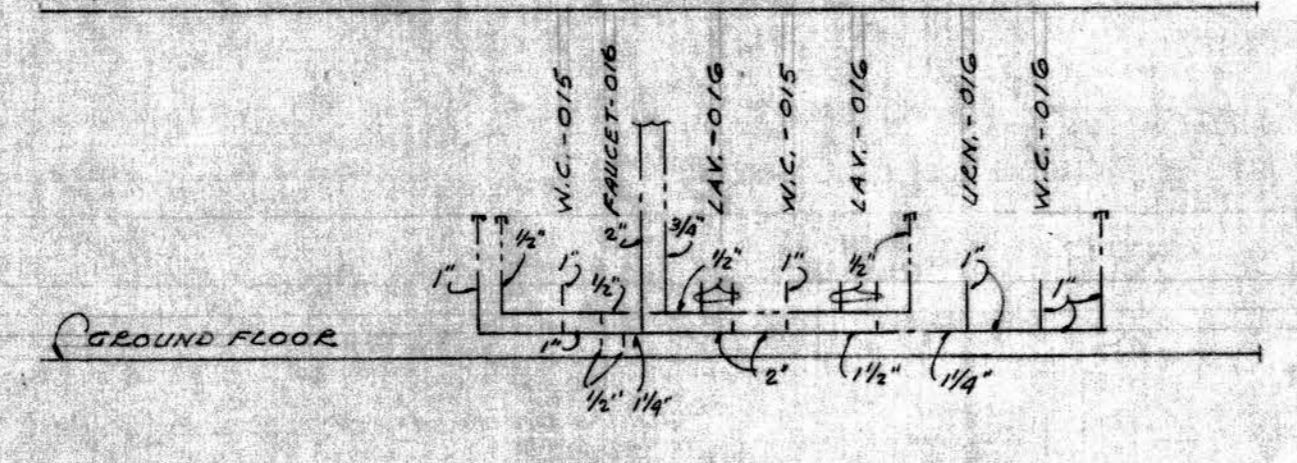 W.C. - 015
FAUCET - 016
LAV. - 016
W.C. - 015
LAV. - 016
URN. - 016
W.C. - 016
1"
1/2"
1"
1/2"
2"
3/4"
1/2"
1"
1/2"
1"
1"
GROUND FLOOR
1"
1/2"
1 1/4"
2"
1 1/2"
1 1/4"